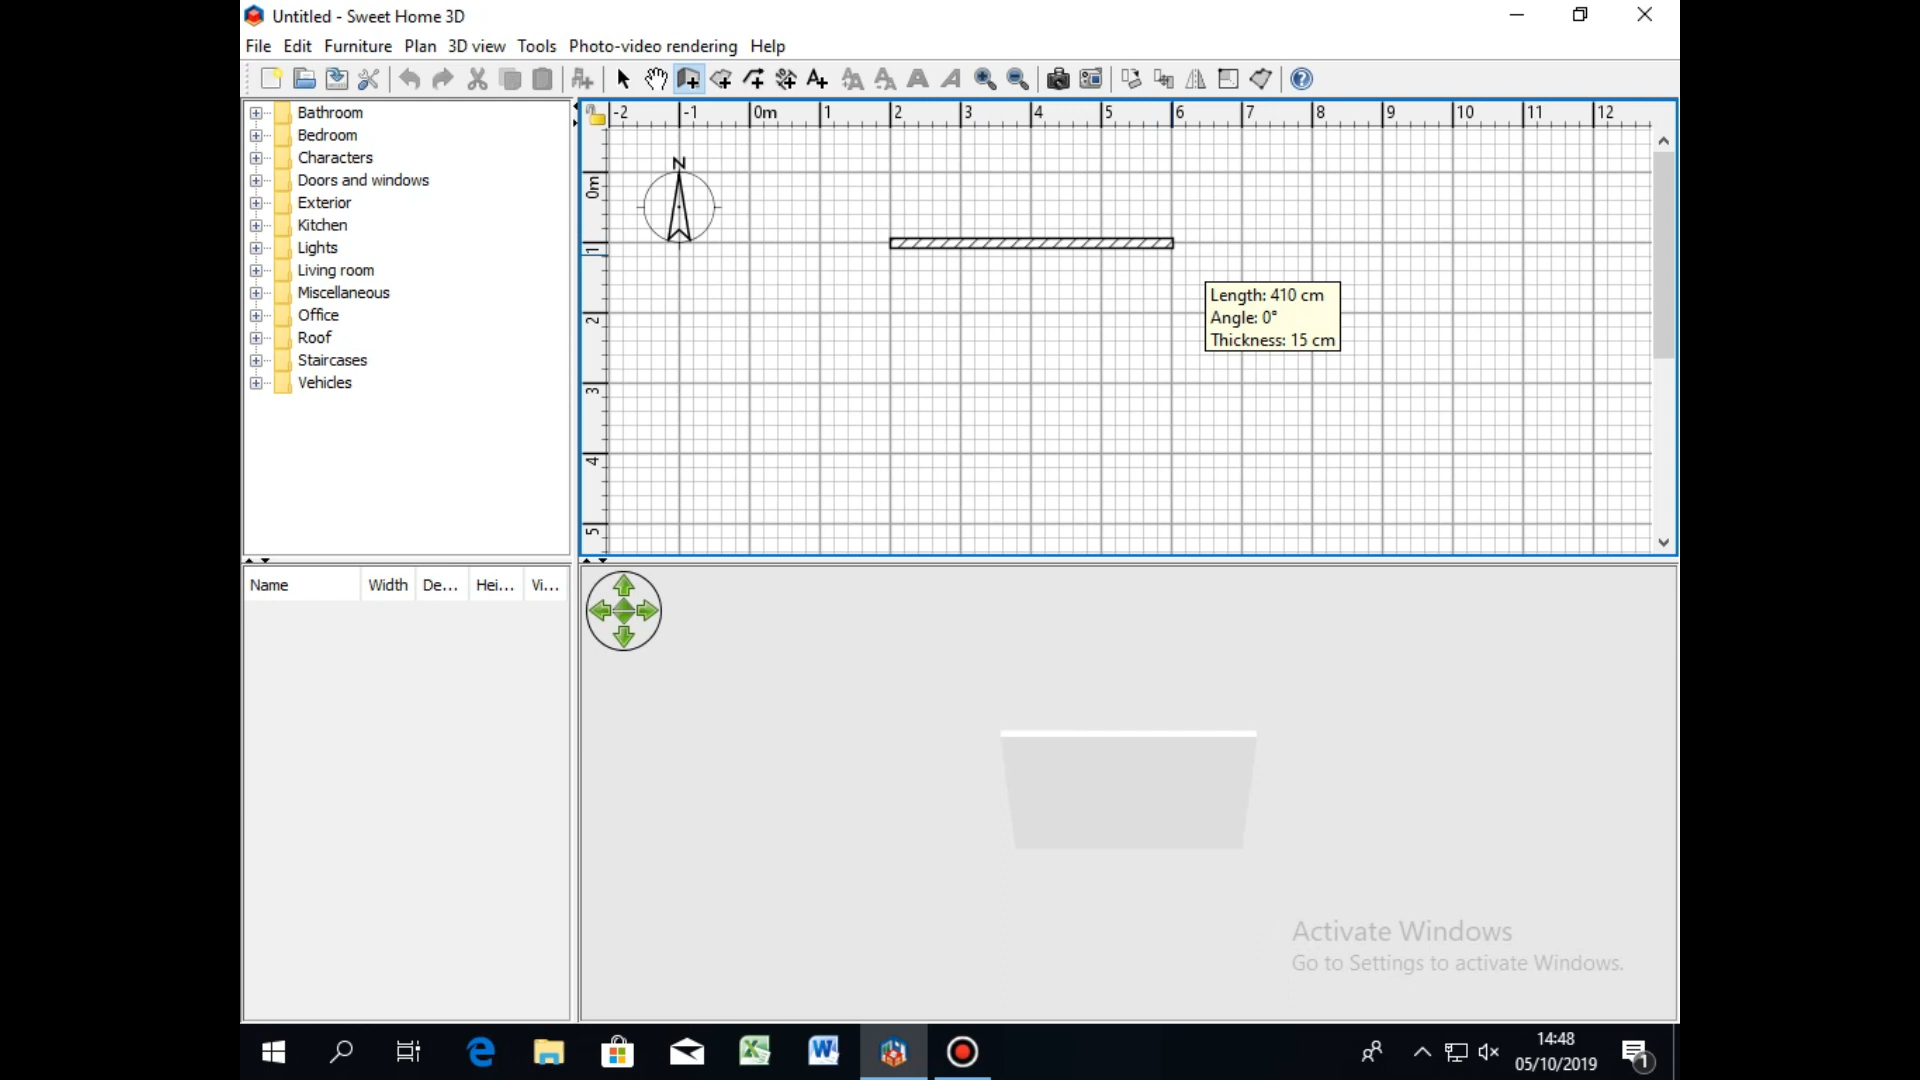 Untitled - Sweet Home 3D
File Edit Furniture Plan 3D view Tools Photo-video rendering Help
Bathroom
Bedroom
Characters
Doors and windows
Exterior
Kitchen
Lights
Living room
Miscellaneous
Office
Roof
Staircases
Vehicles
-2 -1 0m 1 2 3 4 5 6 7 8 9 10 11 12
0m
1
2
3
4
5
N
Length: 410 cm
Angle: 0°
Thickness: 15 cm
Name Width De... Hei... Vi...
Activate Windows
Go to Settings to activate Windows.
14:48
05/10/2019
1